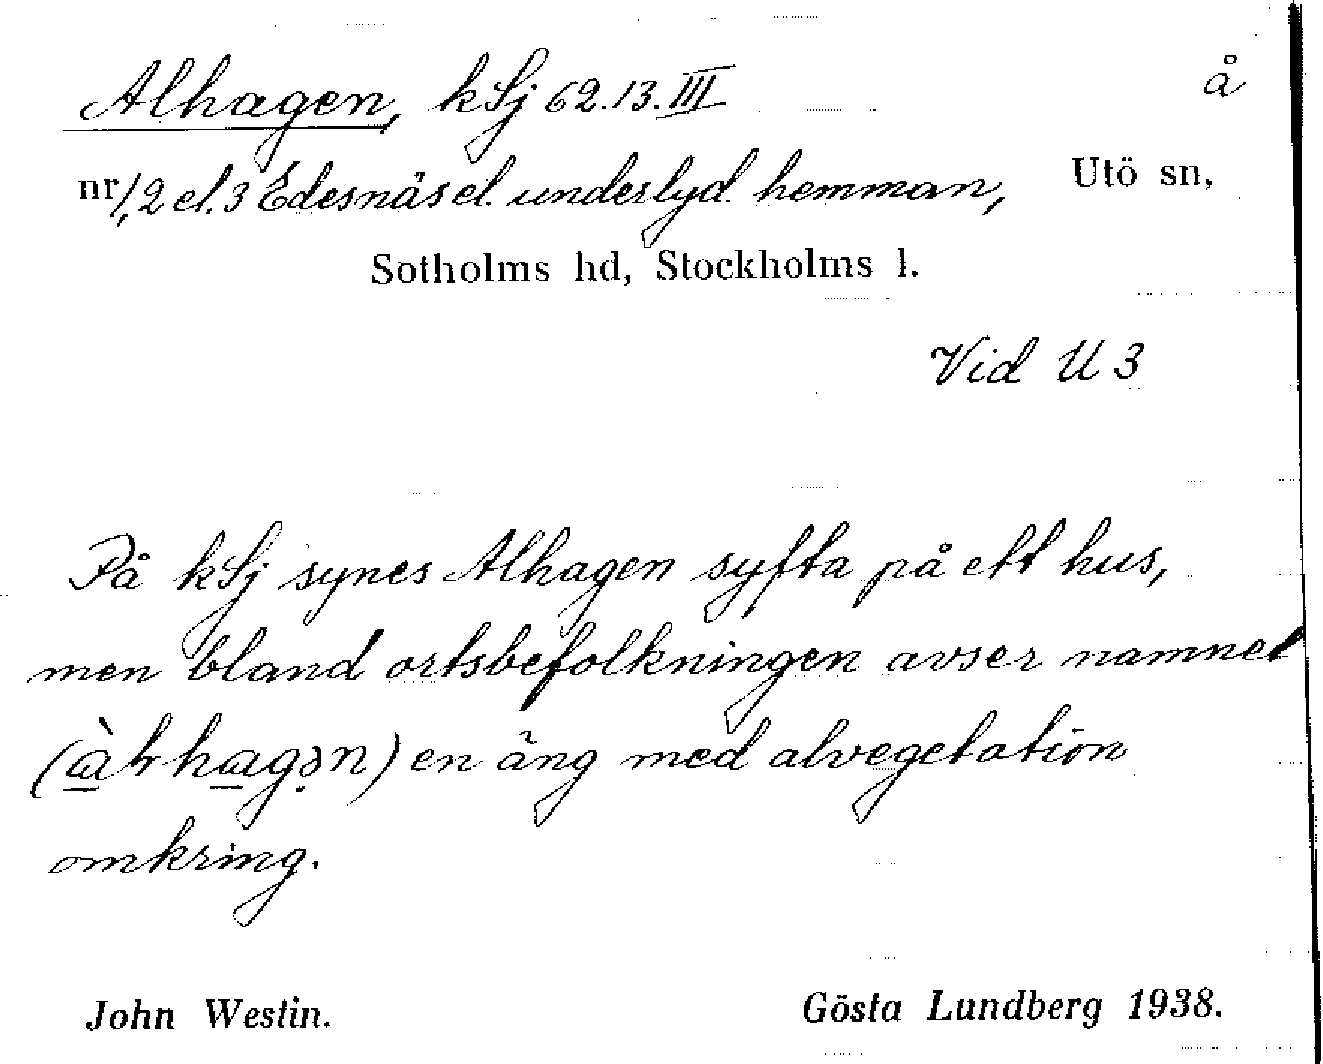 Alhagen, kSj 62.13.III å
nr 1, 2 el. 3 Edesnäs el. underlyd. hemman, Utö sn,
Sotholms hd, Stockholms l.
Vid U 3
På kSj synes Alhagen syfta på ett hus,
men bland ortsbefolkningen avser namnet
en äng med alvegetation
omkring.
John Westin. Gösta Lundberg 1938.